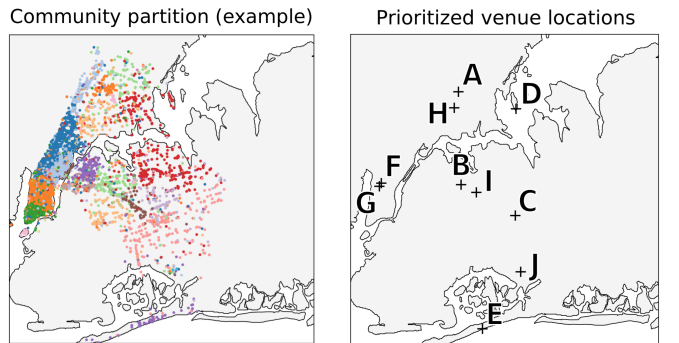 Community partition (example)
Prioritized venue locations
A
D
H
B
F
I
G
C
J
E